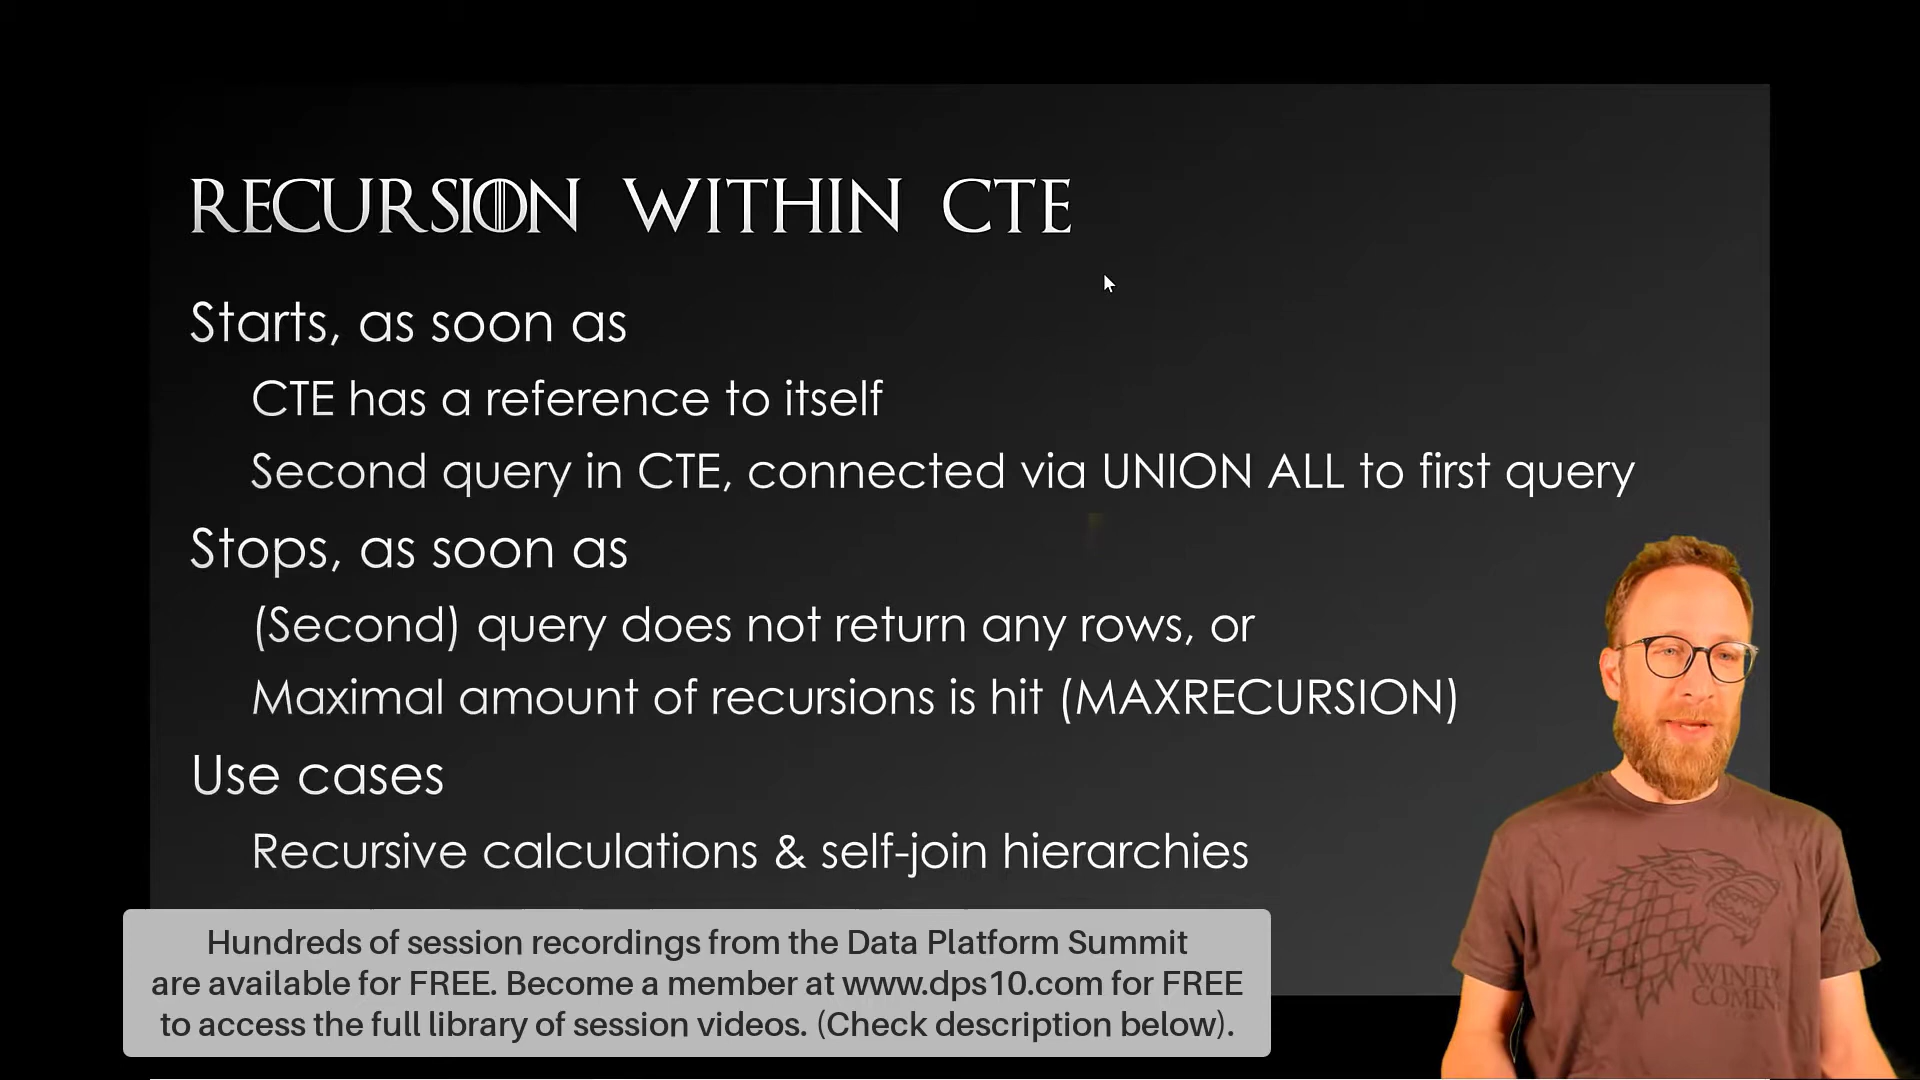 RECURSION WITHIN CTE
Starts, as soon as
CTE has a reference to itself
Second query in CTE, connected via UNION ALL to first query
Stops, as soon as
(Second) query does not return any rows, or
Maximal amount of recursions is hit (MAXRECURSION)
Use cases
Recursive calculations & self-join hierarchies
Hundreds of session recordings from the Data Platform Summit
are available for FREE. Become a member at www.dps10.com for FREE
to access the full library of session videos. (Check description below).
WINTE
COMIN